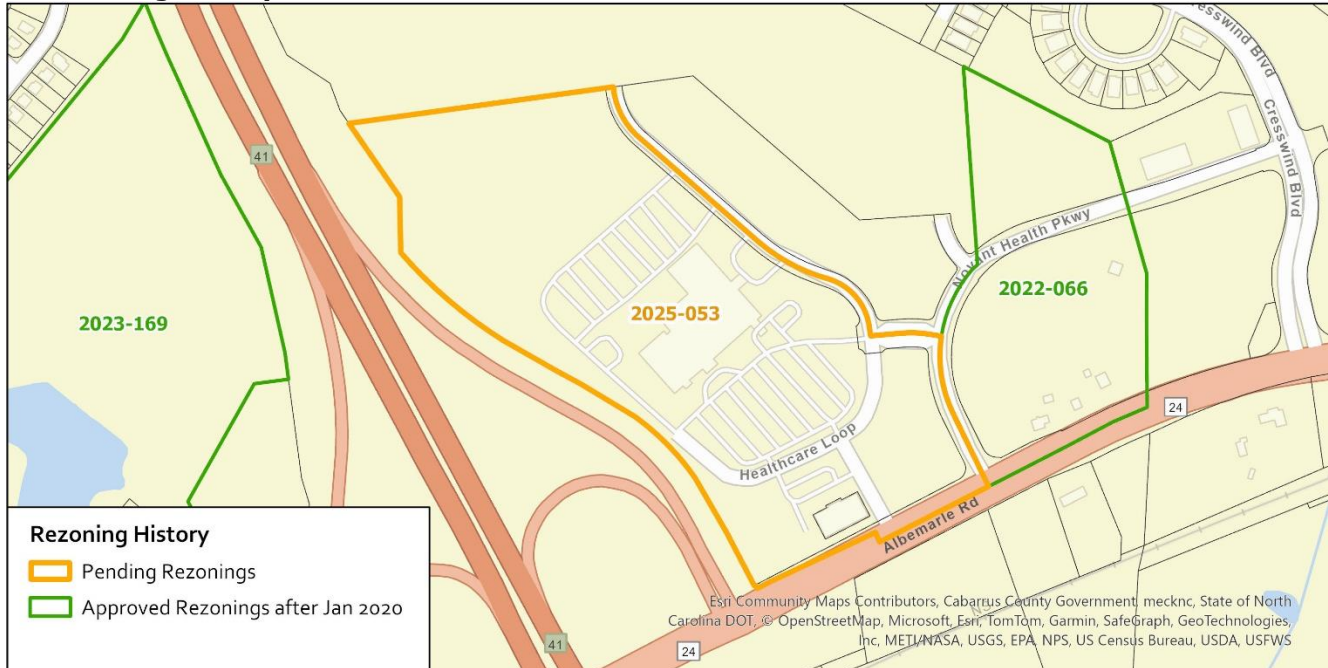 Cresswind Blvd
Cresswind Blvd
41
Novant Health Pkwy
2022-066
2025-053
2023-169
24
Healthcare Loop
Albemarle Rd
Rezoning History
Pending Rezonings
Approved Rezonings after Jan 2020
41
24
Esri Community Maps Contributors, Cabarrus County Government, mecknc, State of North
Carolina DOT, © OpenStreetMap, Microsoft, Esri, TomTom, Garmin, SafeGraph, GeoTechnologies,
Inc, METI/NASA, USGS, EPA, NPS, US Census Bureau, USDA, USFWS